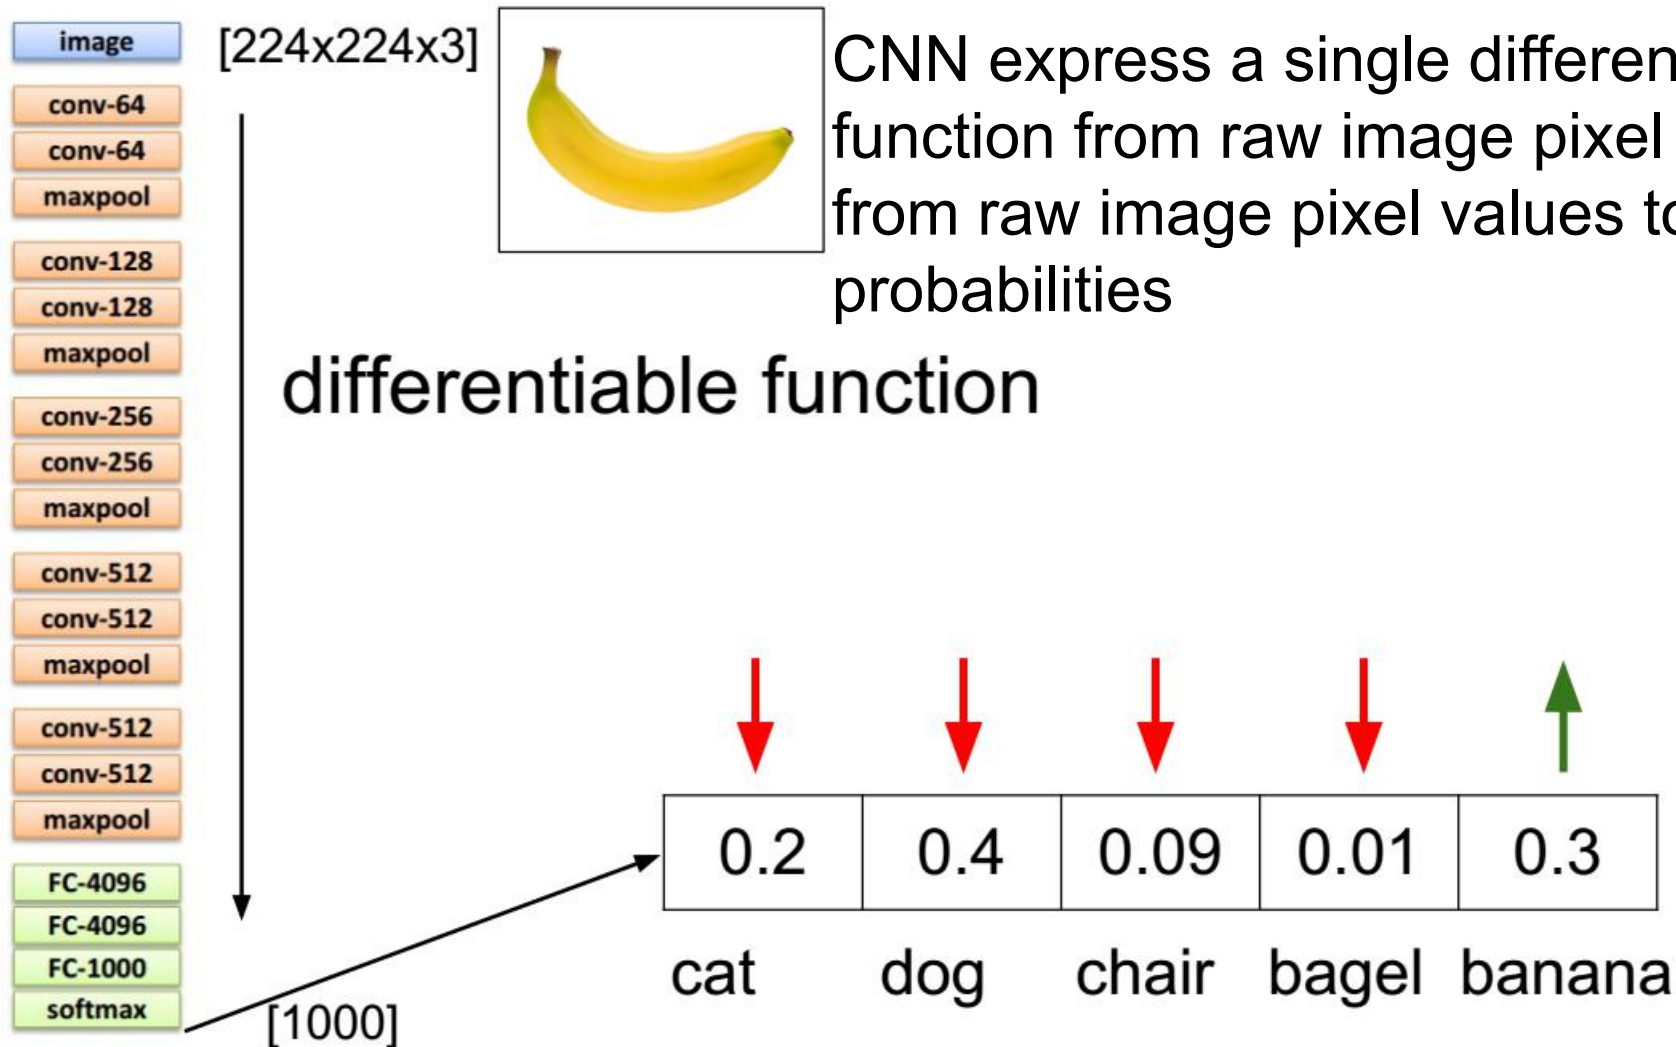 image
[224x224x3]
conv-64
conv-64
maxpool
conv-128
conv-128
maxpool
conv-256
conv-256
maxpool
conv-512
conv-512
maxpool
conv-512
conv-512
maxpool
FC-4096
FC-4096
FC-1000
softmax
CNN express a single differen
function from raw image pixel
from raw image pixel values to
probabilities
differentiable function
[1000]
0.2 0.4 0.09 0.01 0.3
cat dog chair bagel banana